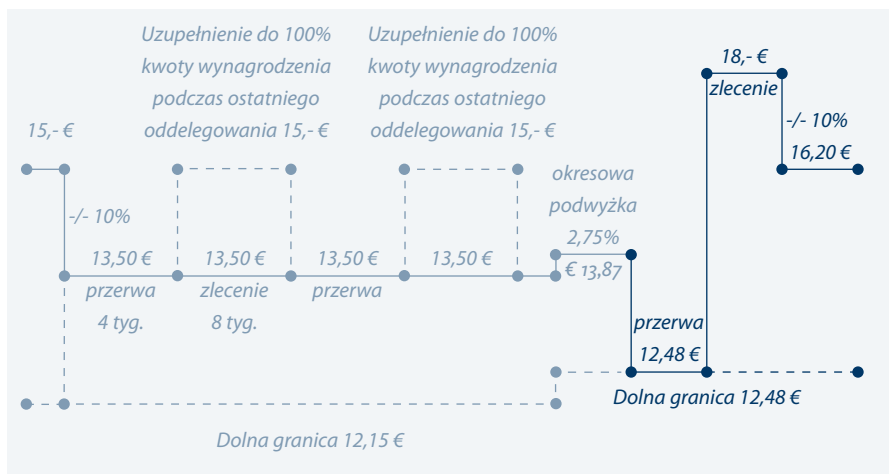 Uzupełnienie do 100%
kwoty wynagrodzenia
podczas ostatniego
oddelegowania 15,- €
Uzupełnienie do 100%
kwoty wynagrodzenia
podczas ostatniego
oddelegowania 15,- €
15,- €
-/- 10%
13,50 €
przerwa
4 tyg.
13,50 €
zlecenie
8 tyg.
13,50 €
przerwa
13,50 €
okresowa
podwyżka
2,75%
€ 13,87
przerwa
12,48 €
18,- €
zlecenie
-/- 10%
16,20 €
Dolna granica 12,48 €
Dolna granica 12,15 €